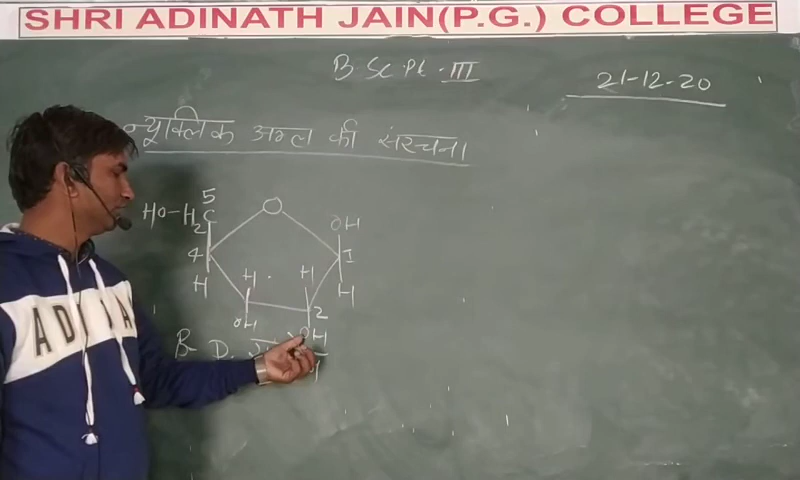 SHRI ADINATH JAIN(P.G.) COLLEGE
B.Sc.Pt.III
21-12-20
न्यूक्लिक अम्ल की संरचना
5
HO-H₂C O OH
4 1
H H H H
OH 2
OH
β- D.
ADI A